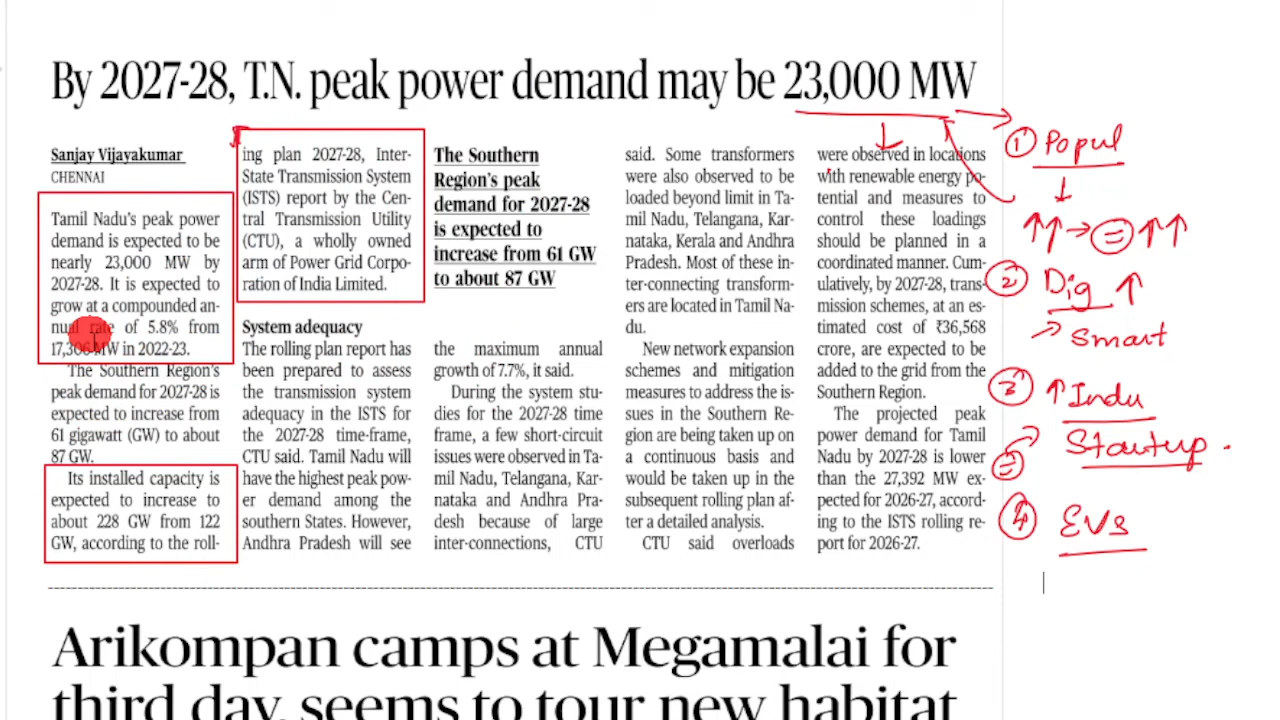 By 2027-28, T.N. peak power demand may be 23,000 MW
Sanjay Vijayakumar
CHENNAI
Tamil Nadu's peak power
demand is expected to be
nearly 23,000 MW by
2027-28. It is expected to
grow at a compounded an-
nual rate of 5.8% from
17,306 MW in 2022-23.
The Southern Region's
peak demand for 2027-28 is
expected to increase from
61 gigawatt (GW) to about
87 GW.
Its installed capacity is
expected to increase to
about 228 GW from 122
GW, according to the roll-
ing plan 2027-28, Inter-
State Transmission System
(ISTS) report by the Cen-
tral Transmission Utility
(CTU), a wholly owned
arm of Power Grid Corpo-
ration of India Limited.
System adequacy
The rolling plan report has
been prepared to assess
the transmission system
adequacy in the ISTS for
the 2027-28 time-frame,
CTU said. Tamil Nadu will
have the highest peak pow-
er demand among the
southern States. However,
Andhra Pradesh will see
The Southern
Region's peak
demand for 2027-28
is expected to
increase from 61 GW
to about 87 GW
the maximum annual
growth of 7.7%, it said.
During the system stu-
dies for the 2027-28 time
frame, a few short-circuit
issues were observed in Ta-
mil Nadu, Telangana, Kar-
nataka and Andhra Pra-
desh because of large
inter-connections, CTU
said. Some transformers
were also observed to be
loaded beyond limit in Ta-
mil Nadu, Telangana, Kar-
nataka, Kerala and Andhra
Pradesh. Most of these in-
ter-connecting transform-
ers are located in Tamil Na-
du.
New network expansion
schemes and mitigation
measures to address the is-
sues in the Southern Re-
gion are being taken up on
a continuous basis and
would be taken up in the
subsequent rolling plan af-
ter a detailed analysis.
CTU said overloads
were observed in locations
with renewable energy po-
tential and measures to
control these loadings
should be planned in a
coordinated manner. Cum-
ulatively, by 2027-28, trans-
mission schemes, at an es-
timated cost of ₹36,568
crore, are expected to be
added to the grid from the
Southern Region.
The projected peak
power demand for Tamil
Nadu by 2027-28 is lower
than the 27,392 MW ex-
pected for 2026-27, accord-
ing to the ISTS rolling re-
port for 2026-27.
① Popul
↓
↑↑ → = ↑↑
② Dig ↑
→ Smart
③ ↑ Indu
Startup.
④ EVs
Arikompan camps at Megamalai for
third day, seems to tour new habitat